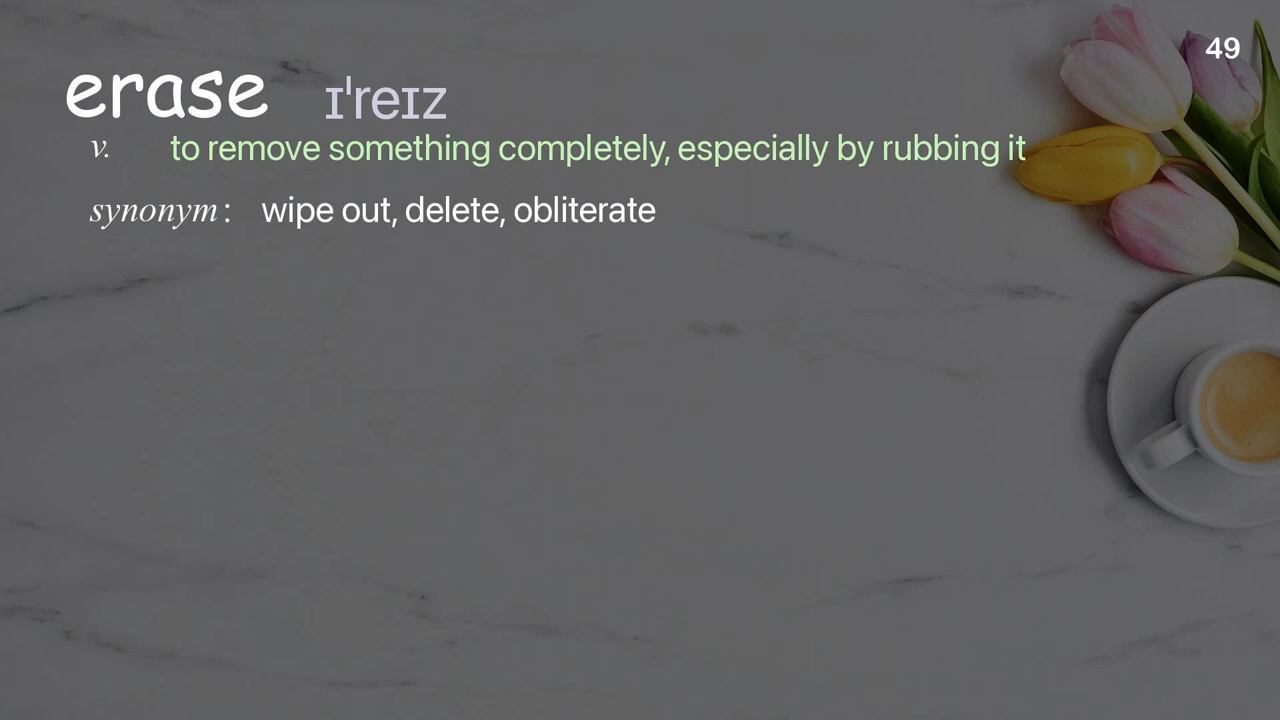 49
erase ɪˈreɪz
v. to remove something completely, especially by rubbing it
synonym : wipe out, delete, obliterate